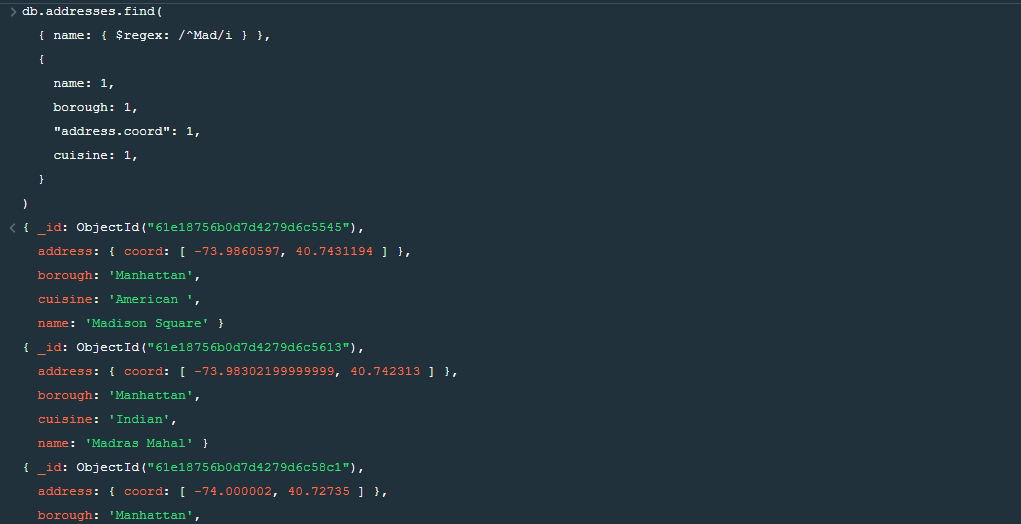 > db.addresses.find(
{ name: { $regex: /^Mad/i } },
{
name: 1,
borough: 1,
"address.coord": 1,
cuisine: 1,
}
)
< { _id: ObjectId("61e18756b0d7d4279d6c5545"),
address: { coord: [ -73.9860597, 40.7431194 ] },
borough: 'Manhattan',
cuisine: 'American ',
name: 'Madison Square' }
{ _id: ObjectId("61e18756b0d7d4279d6c5613"),
address: { coord: [ -73.98302199999999, 40.742313 ] },
borough: 'Manhattan',
cuisine: 'Indian',
name: 'Madras Mahal' }
{ _id: ObjectId("61e18756b0d7d4279d6c58c1"),
address: { coord: [ -74.000002, 40.72735 ] },
borough: 'Manhattan',